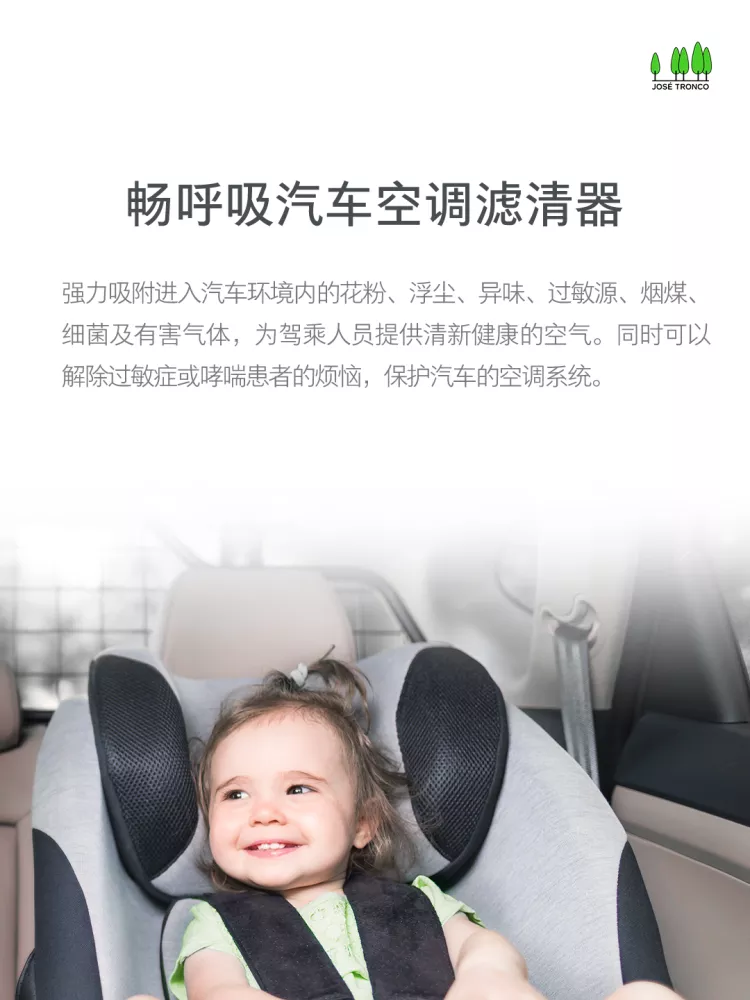 JOSÉ TRONCO
畅呼吸汽车空调滤清器
强力吸附进入汽车环境内的花粉、浮尘、异味、过敏源、烟煤、
细菌及有害气体，为驾乘人员提供清新健康的空气。同时可以
解除过敏症或哮喘患者的烦恼，保护汽车的空调系统。